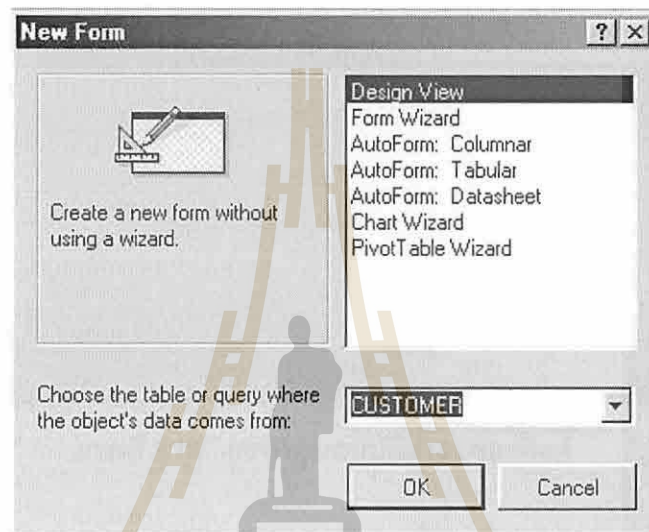 New Form
Create a new form without
using a wizard.
Design View
Form Wizard
AutoForm: Columnar
AutoForm: Tabular
AutoForm: Datasheet
Chart Wizard
PivotTable Wizard
Choose the table or query where
the object's data comes from:
CUSTOMER
OK
Cancel